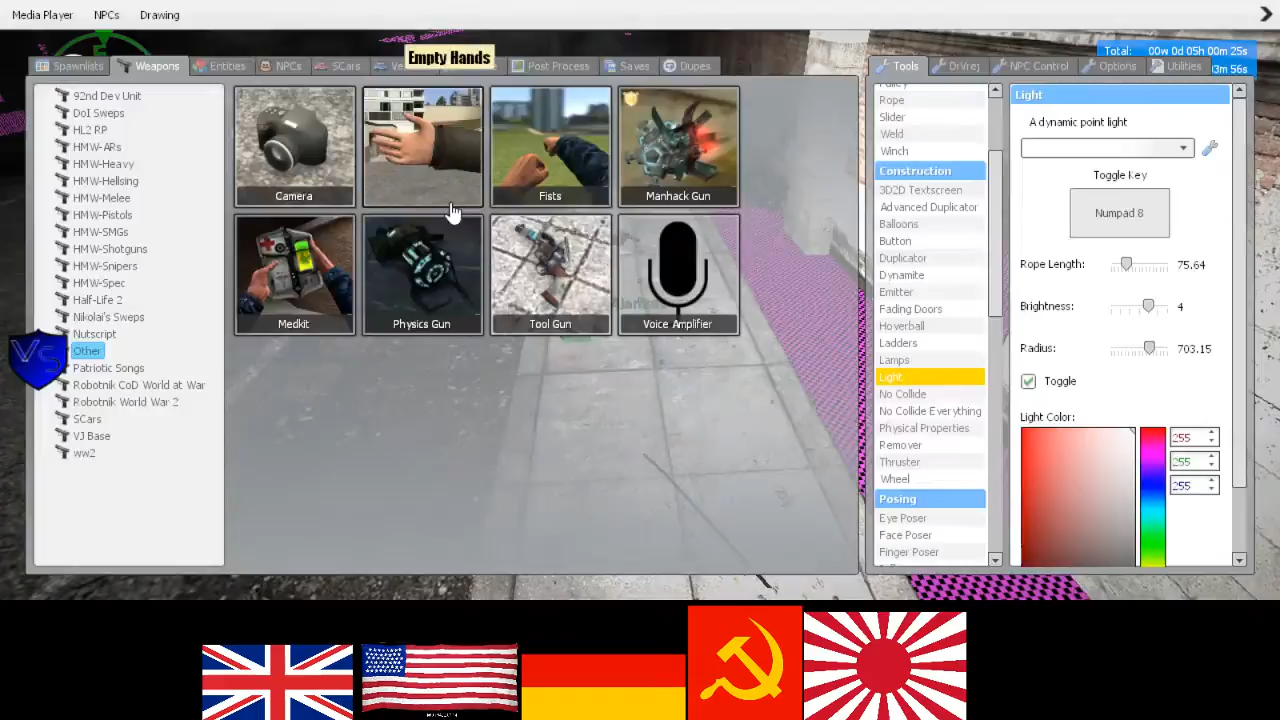 Media Player NPCs Drawing
Empty Hands
Total: 00w 0d 05h 00m 25s
3m 56s
Spawnlists Weapons Entities NPCs SCars Ve Post Process Saves Dupes
Tools DrVrej NPC Control Options Utilities
92nd Dev Unit
DoI Sweps
HL2 RP
HMW-ARs
HMW-Heavy
HMW-Hellsing
HMW-Melee
HMW-Pistols
HMW-SMGs
HMW-Shotguns
HMW-Snipers
HMW-Spec
Half-Life 2
Nikolai's Sweps
Nutscript
Other
Patriotic Songs
Robotnik CoD World at War
Robotnik World War 2
SCars
VJ Base
ww2
VS
Camera
Fists
Manhack Gun
Medkit
Physics Gun
Tool Gun
Voice Amplifier
Rope
Slider
Weld
Winch
Construction
3D2D Textscreen
Advanced Duplicator
Balloons
Button
Duplicator
Dynamite
Emitter
Fading Doors
Hoverball
Ladders
Lamps
Light
No Collide
No Collide Everything
Physical Properties
Remover
Thruster
Wheel
Posing
Eye Poser
Face Poser
Finger Poser
Light
A dynamic point light
Toggle Key
Numpad 8
Rope Length: 75.64
Brightness: 4
Radius: 703.15
Toggle
Light Color:
255
255
255